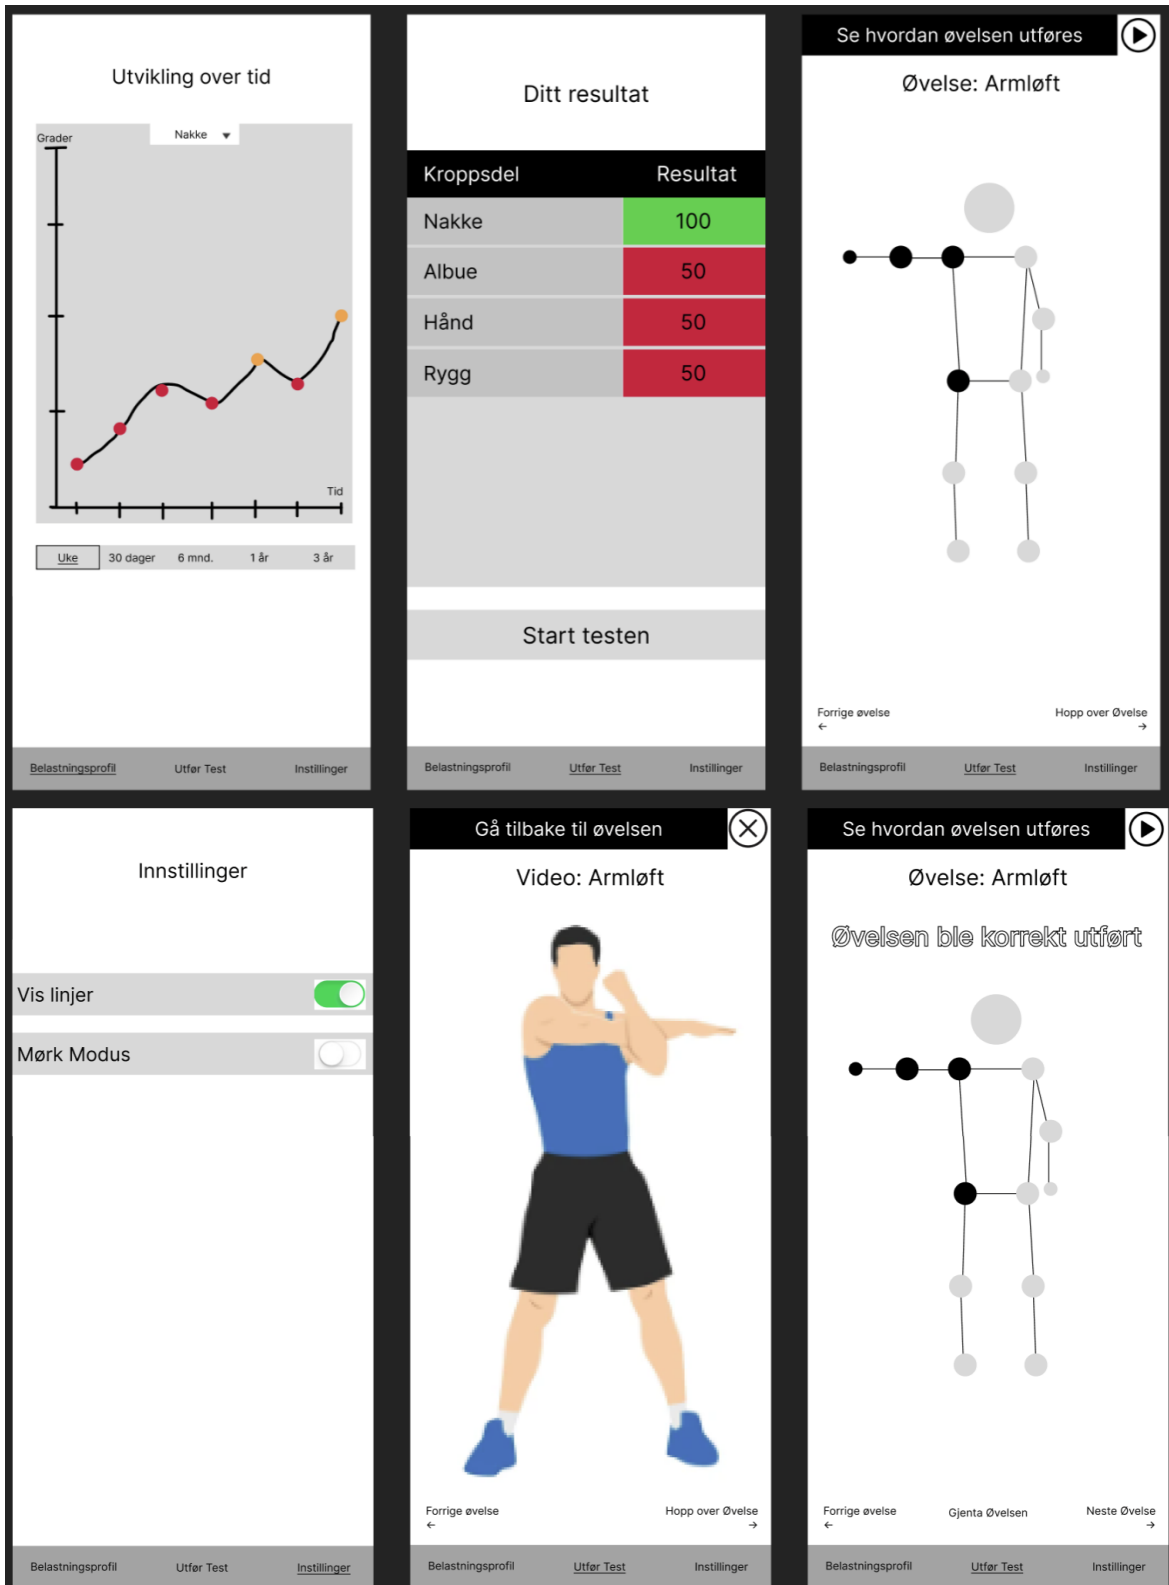 Utvikling over tid
Grader
Nakke
Tid
Uke 30 dager 6 mnd. 1 år 3 år
Belastningsprofil Utfør Test Instillinger
Ditt resultat
Kroppsdel Resultat
Nakke 100
Albue 50
Hånd 50
Rygg 50
Start testen
Belastningsprofil Utfør Test Instillinger
Se hvordan øvelsen utføres
Øvelse: Armløft
Forrige øvelse Hopp over Øvelse
← →
Belastningsprofil Utfør Test Instillinger
Innstillinger
Vis linjer
Mørk Modus
Belastningsprofil Utfør Test Instillinger
Gå tilbake til øvelsen
Video: Armløft
Forrige øvelse Hopp over Øvelse
← →
Belastningsprofil Utfør Test Instillinger
Se hvordan øvelsen utføres
Øvelse: Armløft
Øvelsen ble korrekt utført
Forrige øvelse Gjenta Øvelsen Neste Øvelse
← →
Belastningsprofil Utfør Test Instillinger